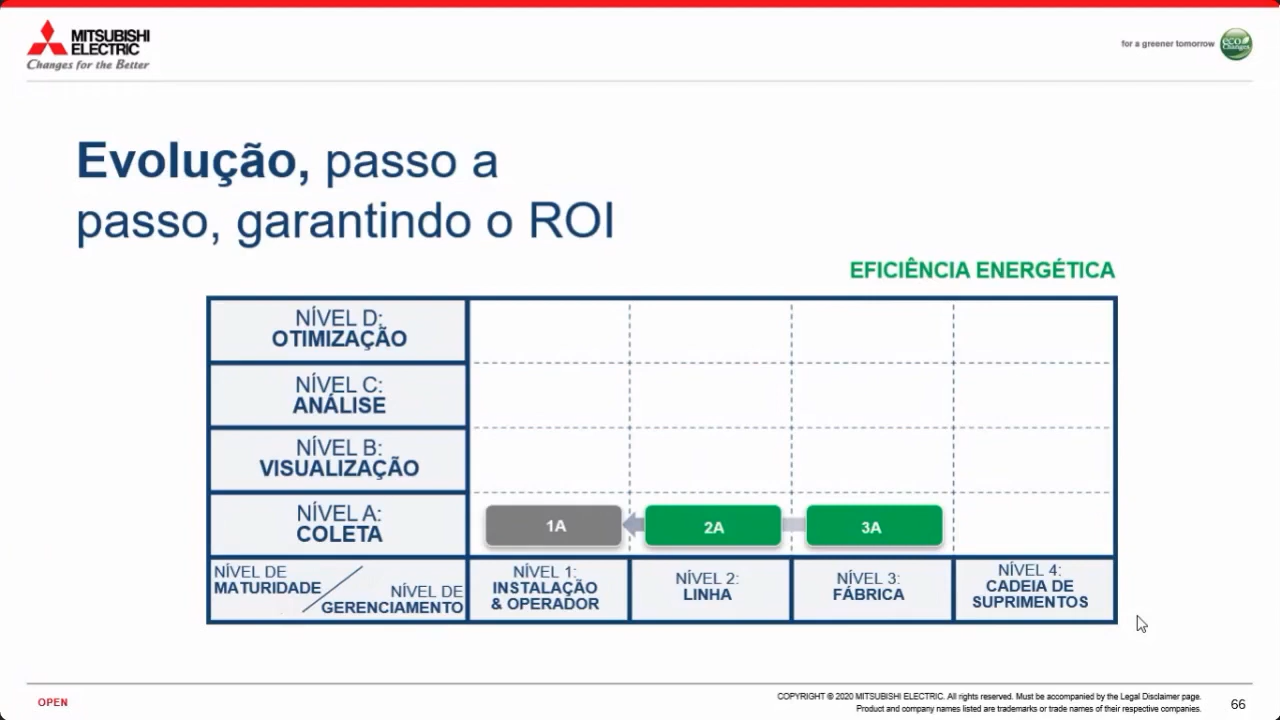 MITSUBISHI
ELECTRIC
Changes for the Better
for a greener tomorrow
eco
changes
Evolução, passo a
passo, garantindo o ROI
EFICIÊNCIA ENERGÉTICA
NÍVEL D:
OTIMIZAÇÃO
NÍVEL C:
ANÁLISE
NÍVEL B:
VISUALIZAÇÃO
NÍVEL A:
COLETA
1A
2A
3A
NÍVEL DE
MATURIDADE
NÍVEL DE
GERENCIAMENTO
NÍVEL 1:
INSTALAÇÃO
& OPERADOR
NÍVEL 2:
LINHA
NÍVEL 3:
FÁBRICA
NÍVEL 4:
CADEIA DE
SUPRIMENTOS
OPEN
COPYRIGHT © 2020 MITSUBISHI ELECTRIC. All rights reserved. Must be accompanied by the Legal Disclaimer page.
Product and company names listed are trademarks or trade names of their respective companies.
66